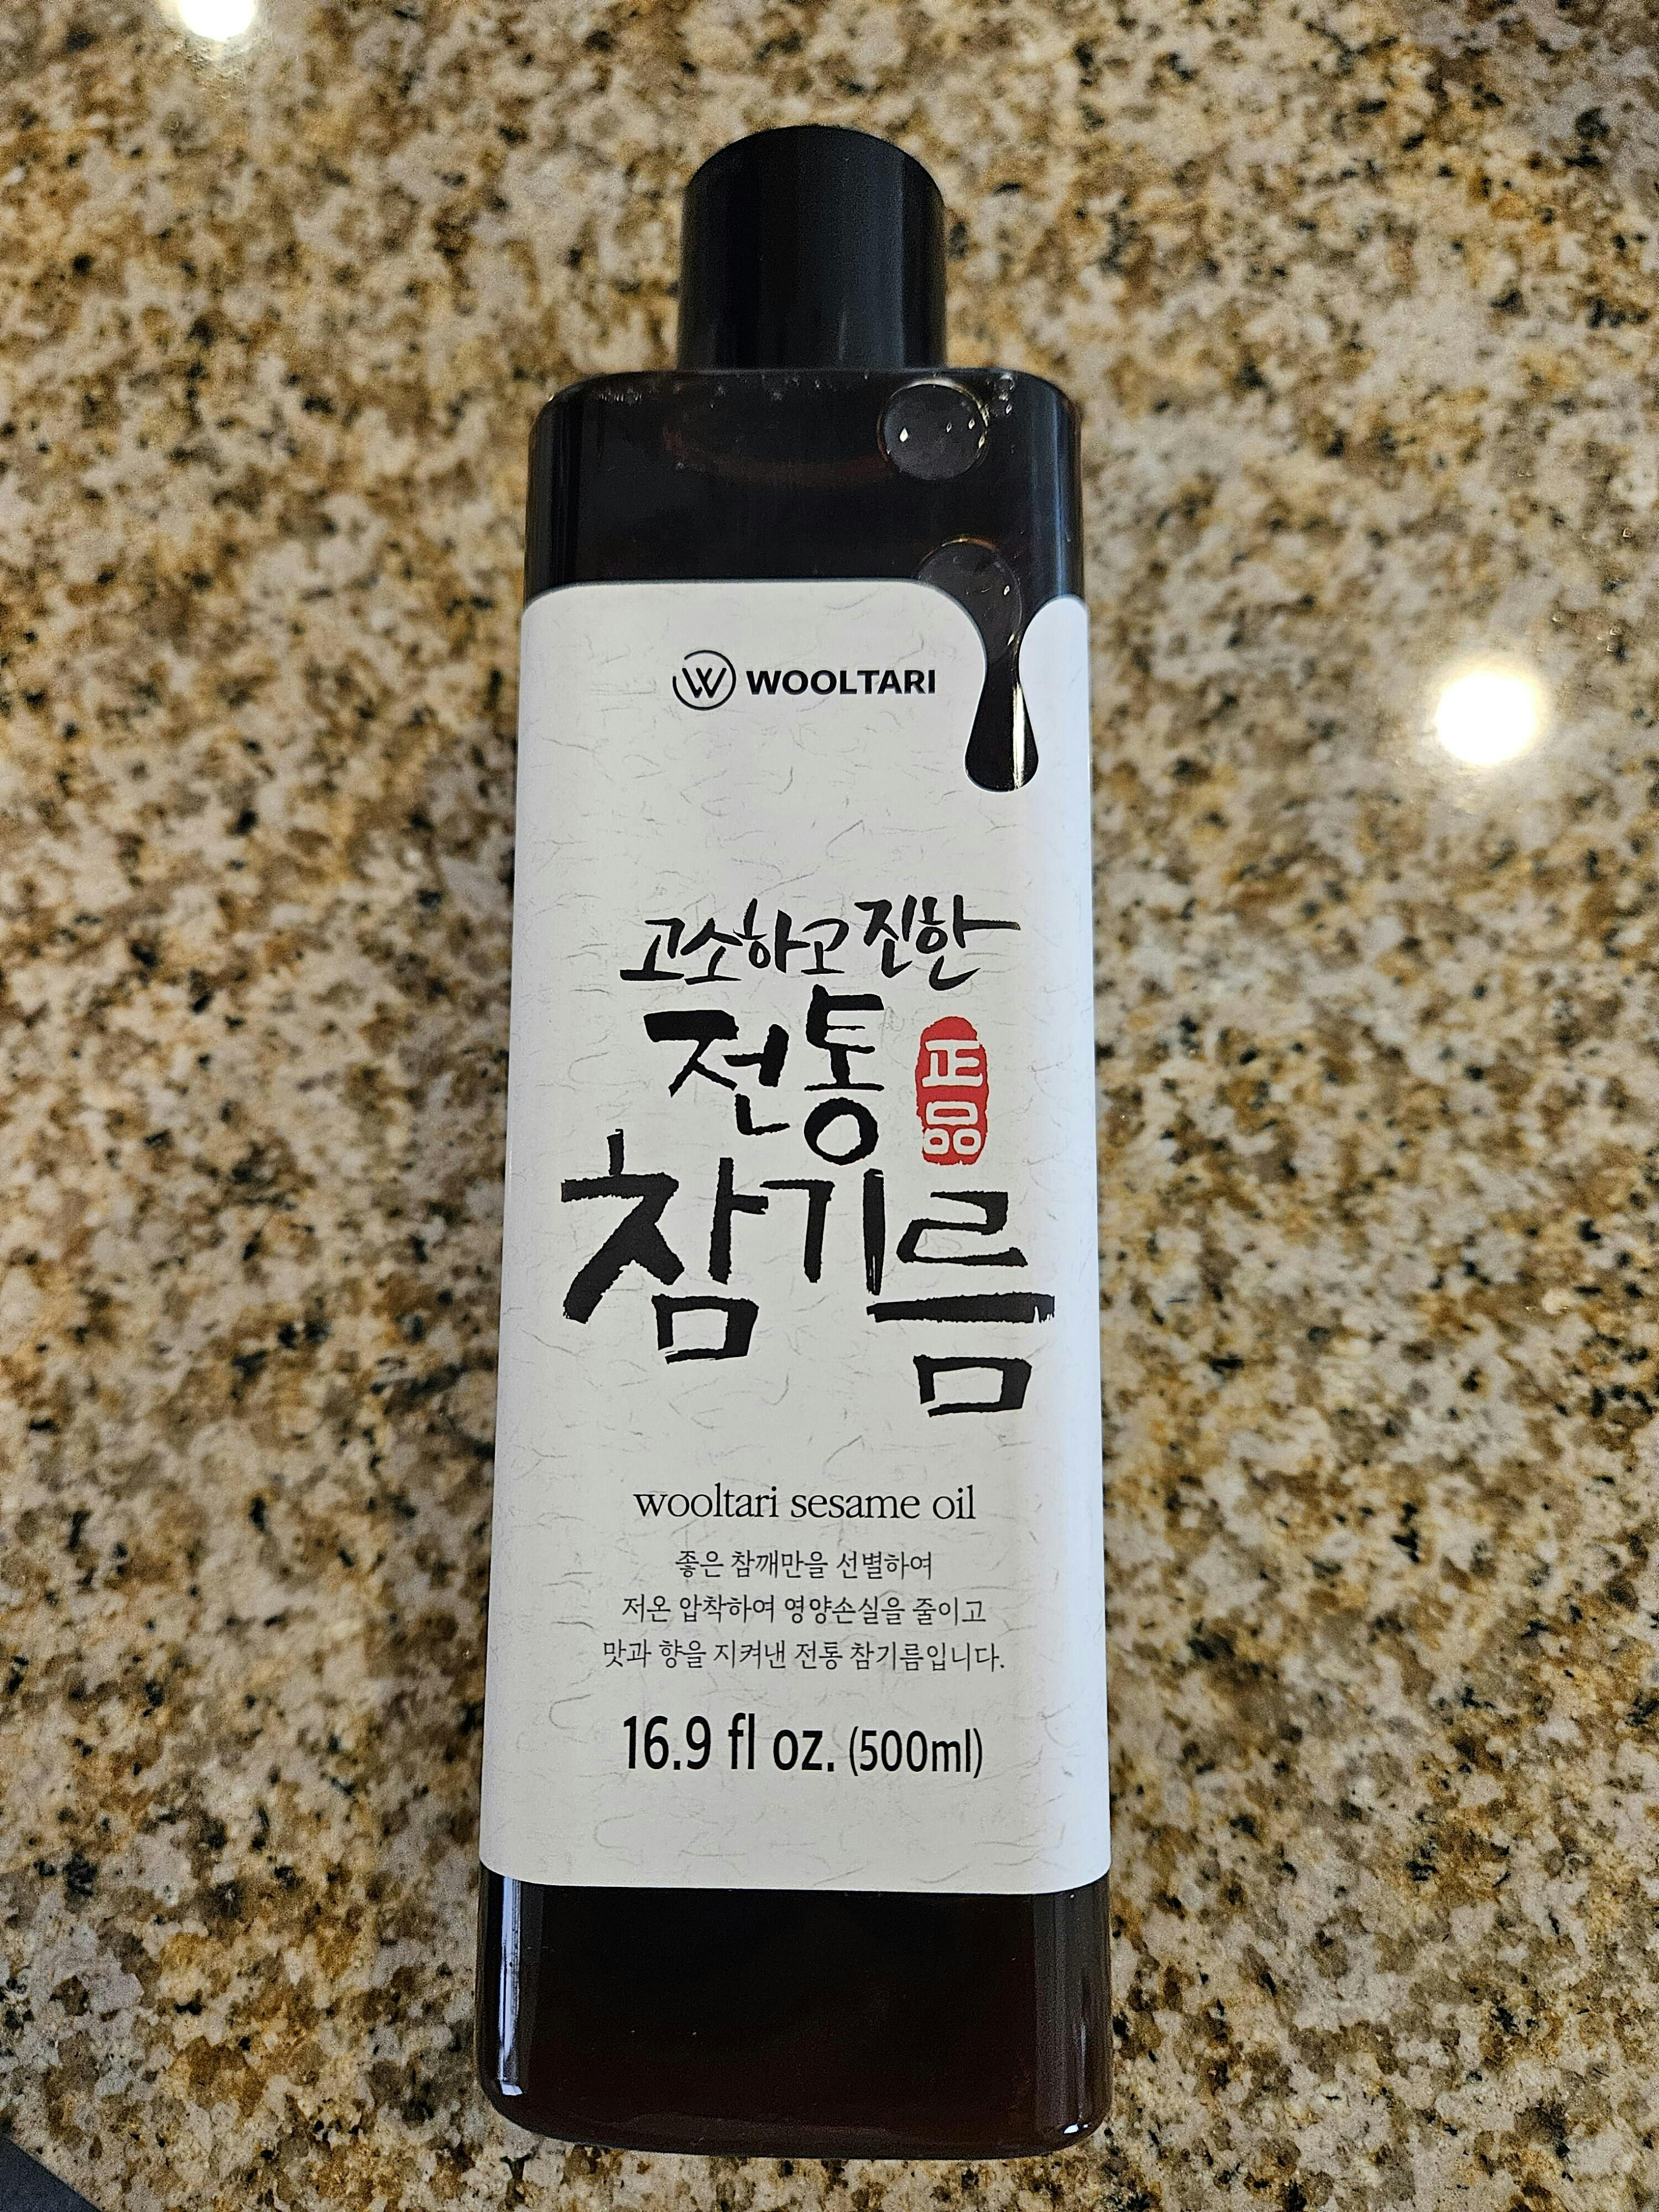 WOOLTARI
고소하고 진한
전통
正品
참기름
wooltari sesame oil
좋은 참깨만을 선별하여
저온 압착하여 영양손실을 줄이고
맛과 향을 지켜낸 전통 참기름입니다.
16.9 fl oz. (500ml)